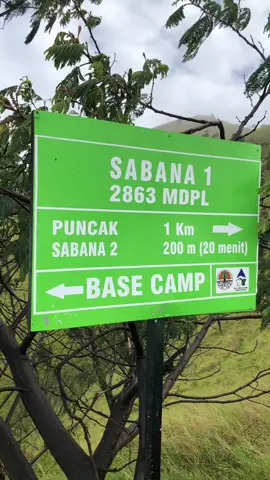 SABANA 1
2863 MDPL
PUNCAK 1 Km
SABANA 2 200 m (20 menit)
BASE CAMP